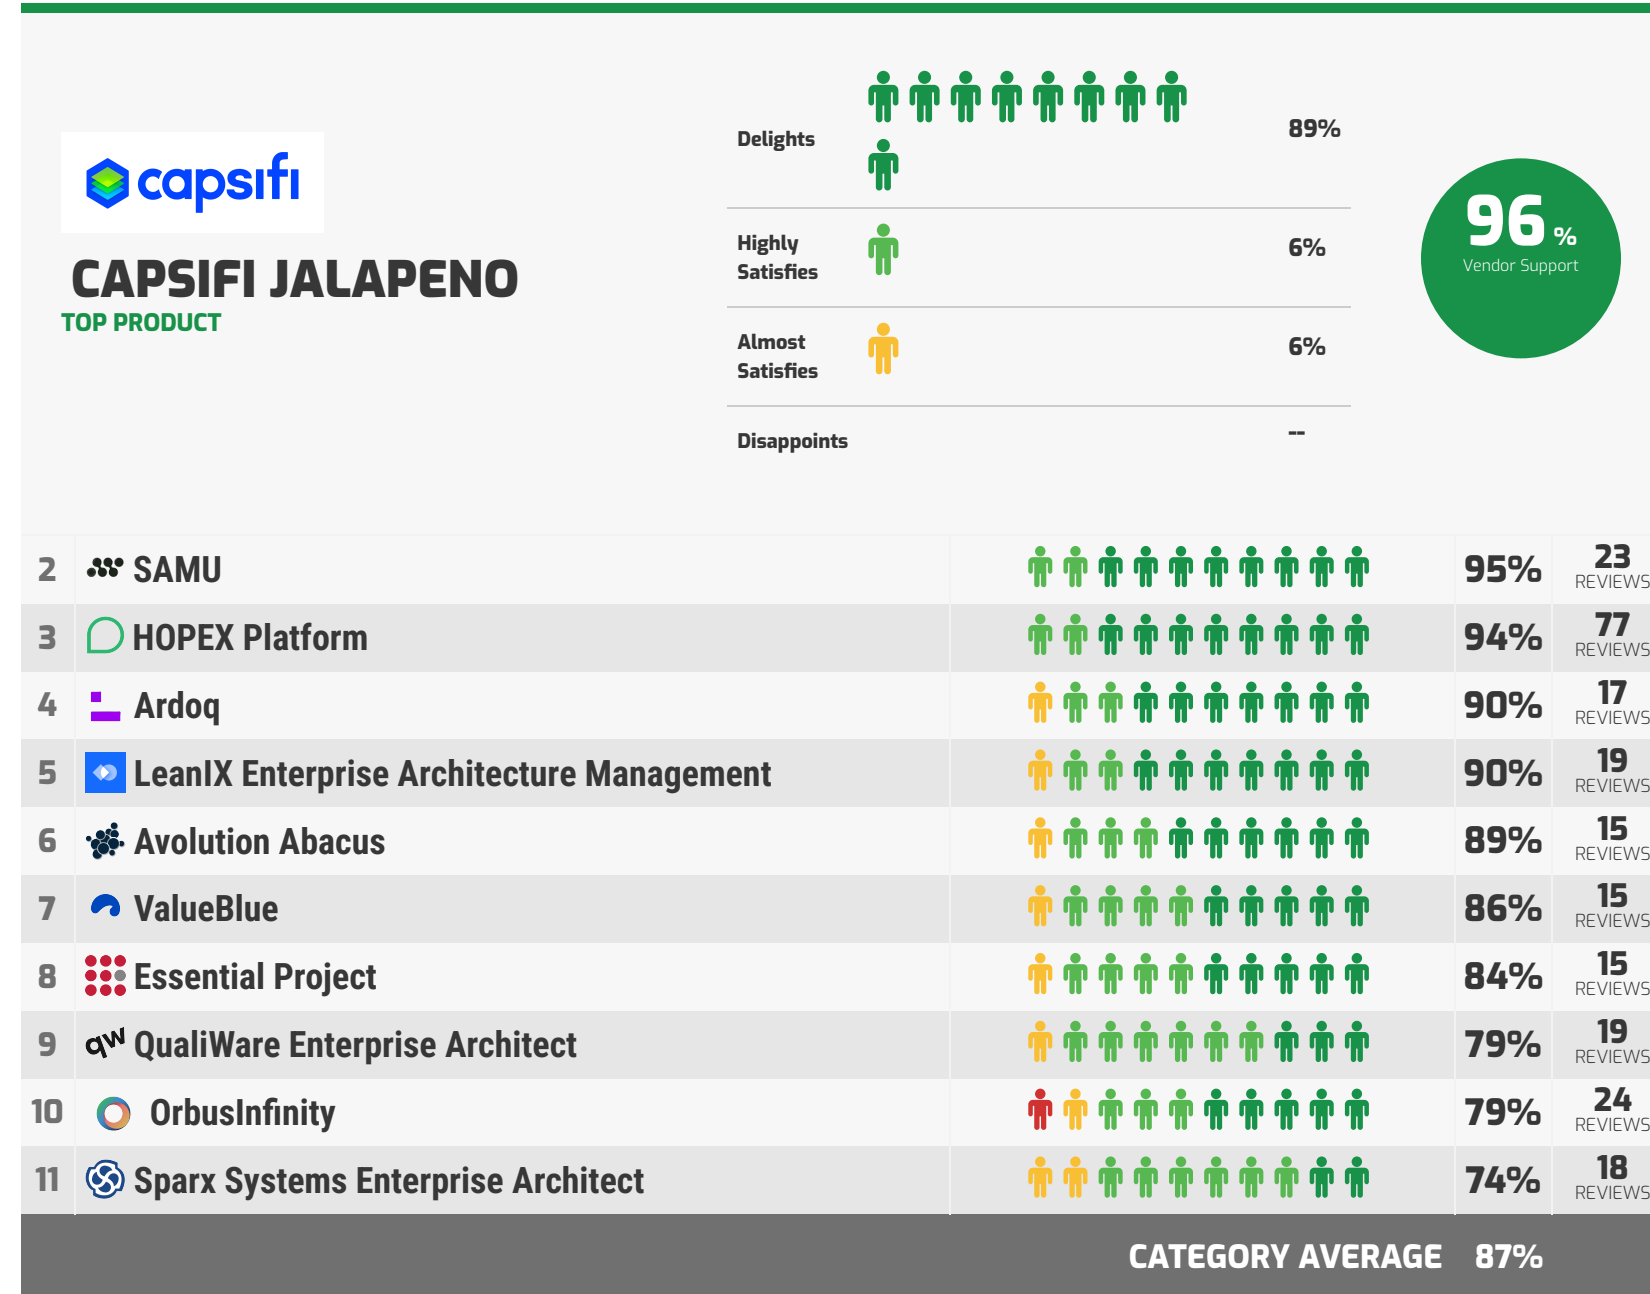 capsifi
CAPSIFI JALAPENO
TOP PRODUCT
Delights 89%
Highly
Satisfies 6%
Almost
Satisfies 6%
Disappoints --
96 %
Vendor Support
2 SAMU 95% 23 REVIEWS
3 HOPEX Platform 94% 77 REVIEWS
4 Ardoq 90% 17 REVIEWS
5 LeanIX Enterprise Architecture Management 90% 19 REVIEWS
6 Avolution Abacus 89% 15 REVIEWS
7 ValueBlue 86% 15 REVIEWS
8 Essential Project 84% 15 REVIEWS
9 qw QualiWare Enterprise Architect 79% 19 REVIEWS
10 OrbusInfinity 79% 24 REVIEWS
11 Sparx Systems Enterprise Architect 74% 18 REVIEWS
CATEGORY AVERAGE 87%